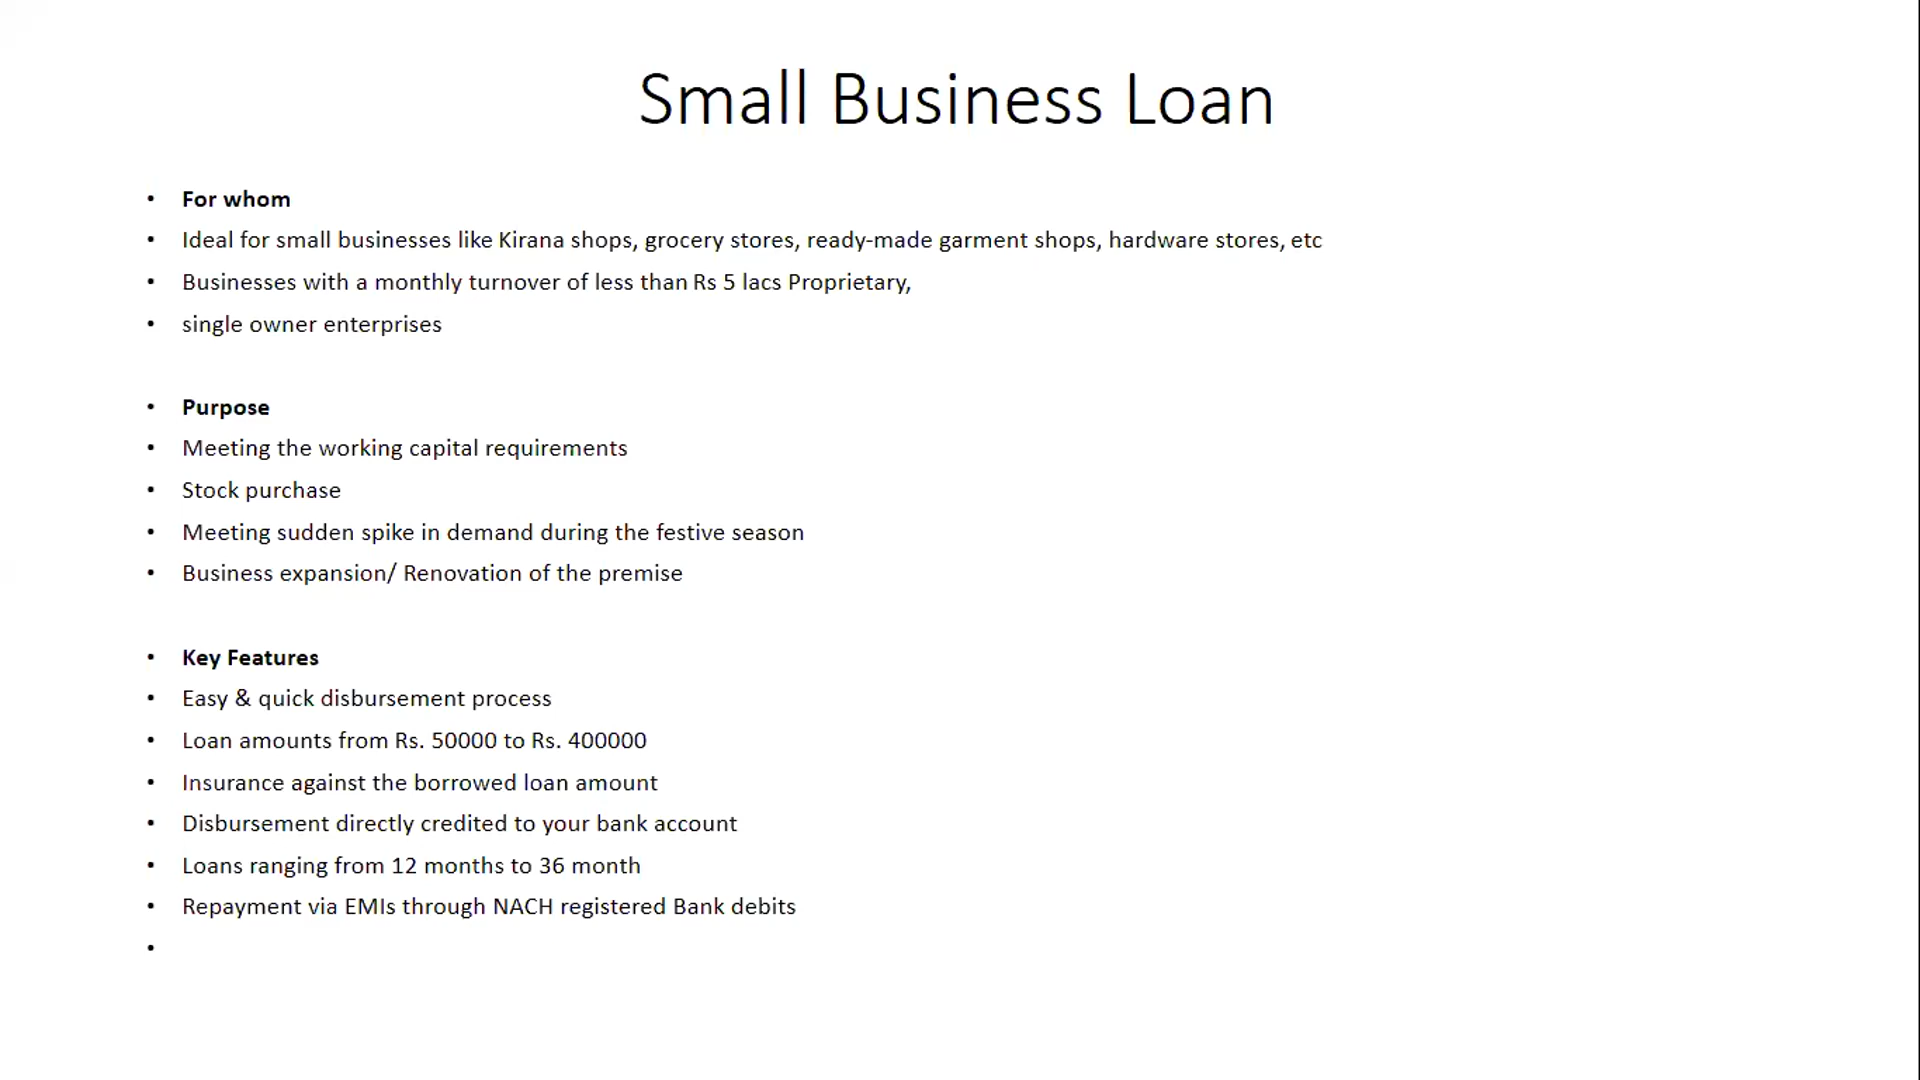 Small Business Loan
• For whom
• Ideal for small businesses like Kirana shops, grocery stores, ready-made garment shops, hardware stores, etc
• Businesses with a monthly turnover of less than Rs 5 lacs Proprietary,
• single owner enterprises
• Purpose
• Meeting the working capital requirements
• Stock purchase
• Meeting sudden spike in demand during the festive season
• Business expansion/ Renovation of the premise
• Key Features
• Easy & quick disbursement process
• Loan amounts from Rs. 50000 to Rs. 400000
• Insurance against the borrowed loan amount
• Disbursement directly credited to your bank account
• Loans ranging from 12 months to 36 month
• Repayment via EMIs through NACH registered Bank debits
•